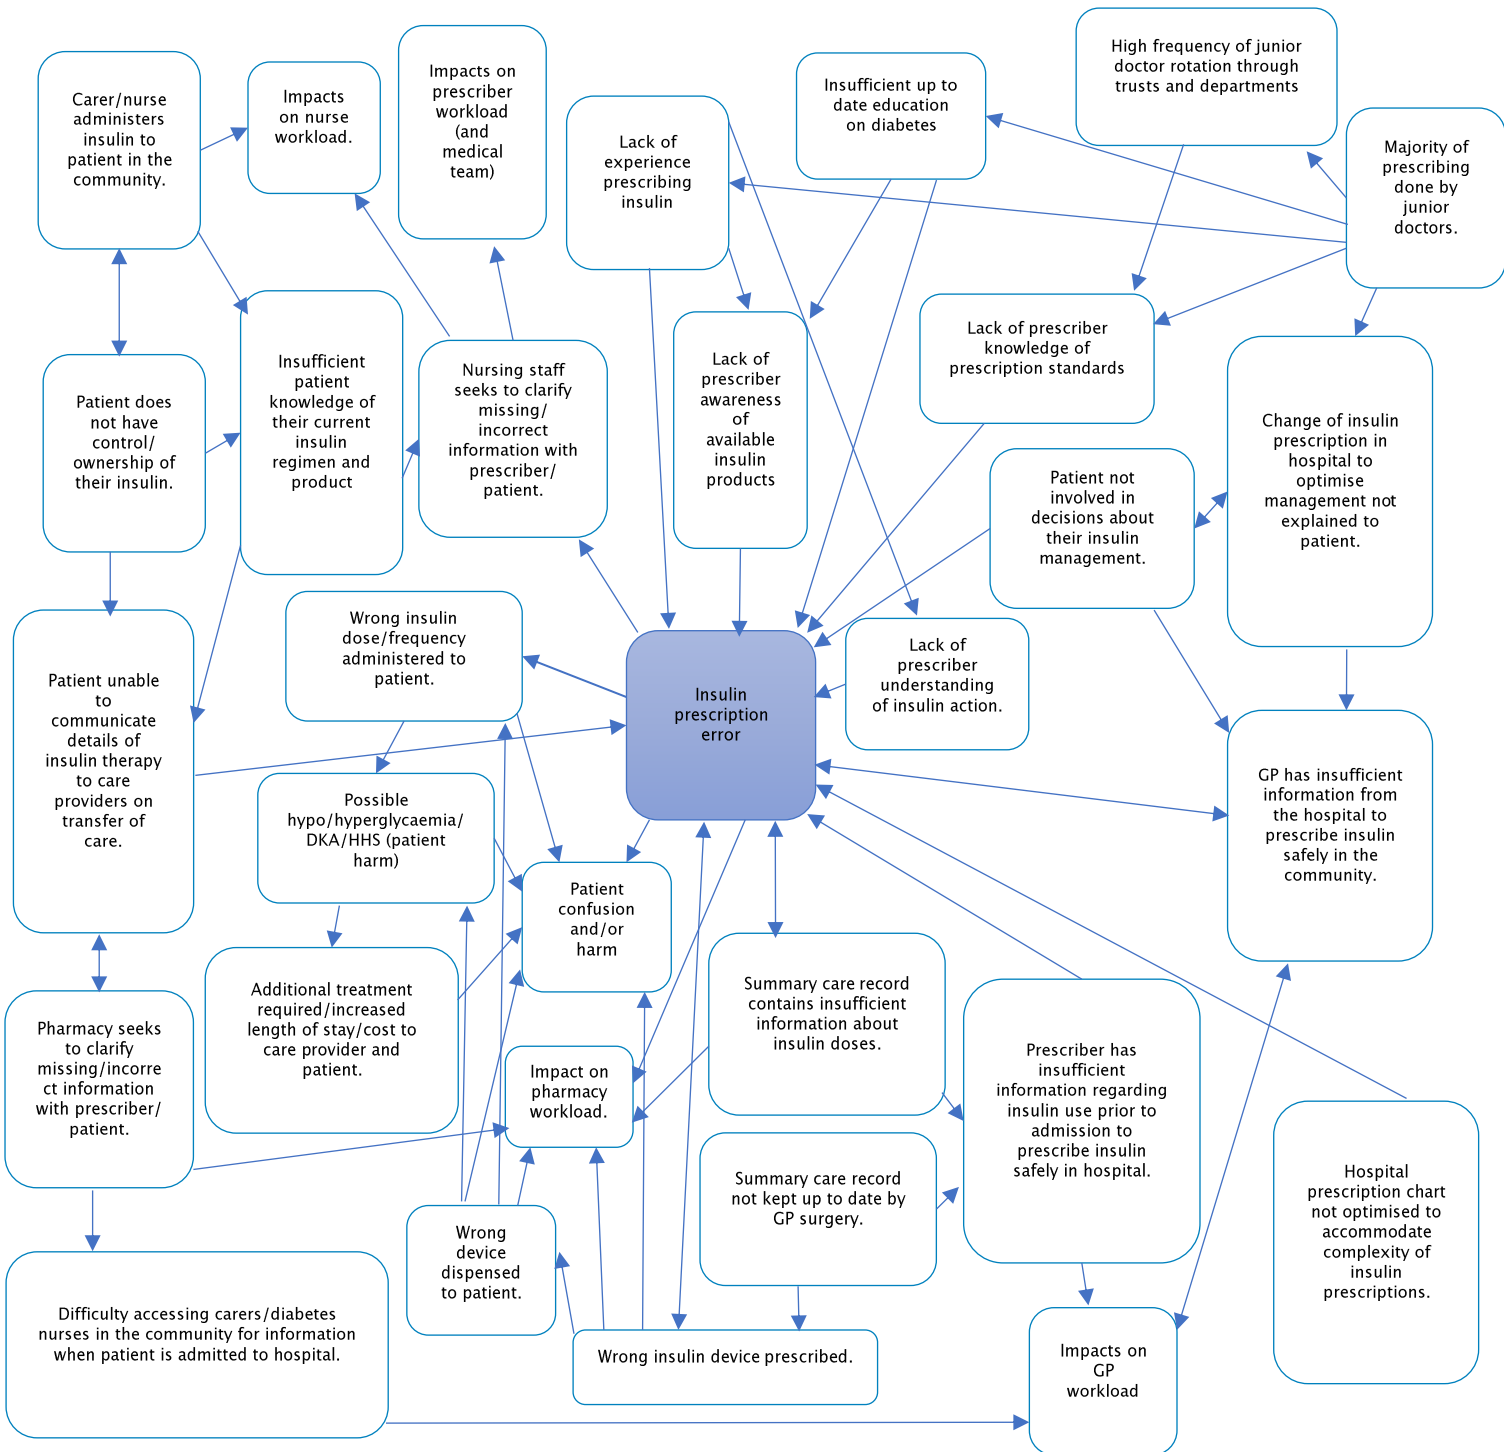 High frequency of junior
doctor rotation through
trusts and departments
Carer/nurse
administers
insulin to
patient in the
community.
Impacts
on nurse
workload.
Impacts on
prescriber
workload
(and
medical
team)
Lack of
experience
prescribing
insulin
Insufficient up to
date education
on diabetes
Majority of
prescribing
done by
junior
doctors.
Patient does
not have
control/
ownership of
their insulin.
Insufficient
patient
knowledge of
their current
insulin
regimen and
product
Nursing staff
seeks to clarify
missing/
incorrect
information with
prescriber/
patient.
Lack of
prescriber
awareness
of
available
insulin
products
Lack of prescriber
knowledge of
prescription standards
Patient not
involved in
decisions about
their insulin
management.
Change of insulin
prescription in
hospital to
optimise
management not
explained to
patient.
Patient unable
to
communicate
details of
insulin therapy
to care
providers on
transfer of
care.
Wrong insulin
dose/frequency
administered to
patient.
Insulin
prescription
error
Lack of
prescriber
understanding
of insulin action.
GP has insufficient
information from
the hospital to
prescribe insulin
safely in the
community.
Possible
hypo/hyperglycaemia/
DKA/HHS (patient
harm)
Patient
confusion
and/or
harm
Additional treatment
required/increased
length of stay/cost to
care provider and
patient.
Summary care record
contains insufficient
information about
insulin doses.
Pharmacy seeks
to clarify
missing/incorre
ct information
with prescriber/
patient.
Impact on
pharmacy
workload.
Prescriber has
insufficient
information regarding
insulin use prior to
admission to
prescribe insulin
safely in hospital.
Summary care record
not kept up to date by
GP surgery.
Hospital
prescription chart
not optimised to
accommodate
complexity of
insulin
prescriptions.
Wrong
device
dispensed
to patient.
Difficulty accessing carers/diabetes
nurses in the community for information
when patient is admitted to hospital.
Wrong insulin device prescribed.
Impacts on
GP
workload